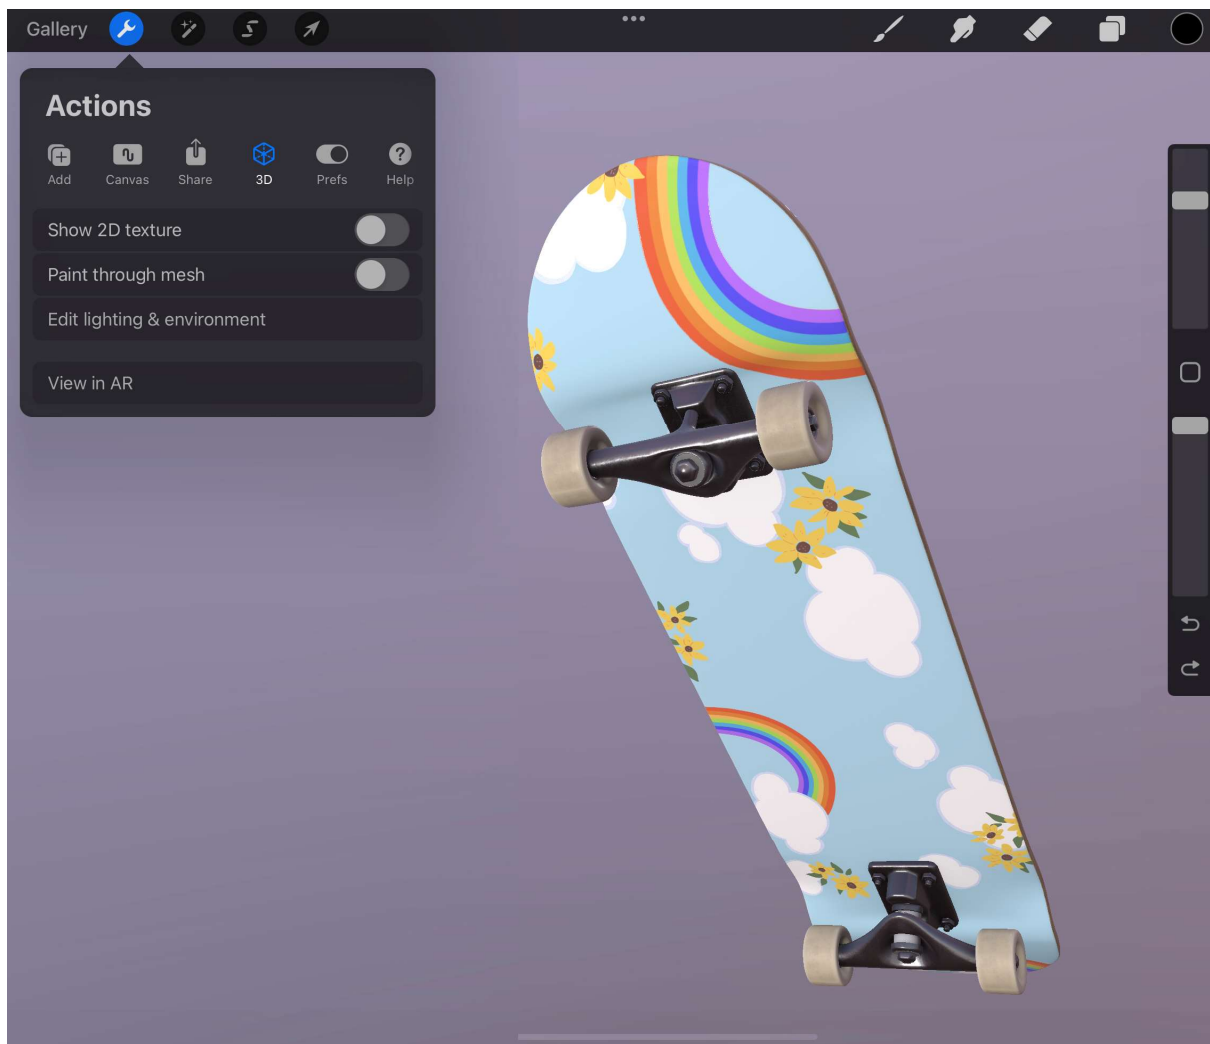 Gallery
Actions
Add Canvas Share 3D Prefs Help
Show 2D texture
Paint through mesh
Edit lighting & environment
View in AR